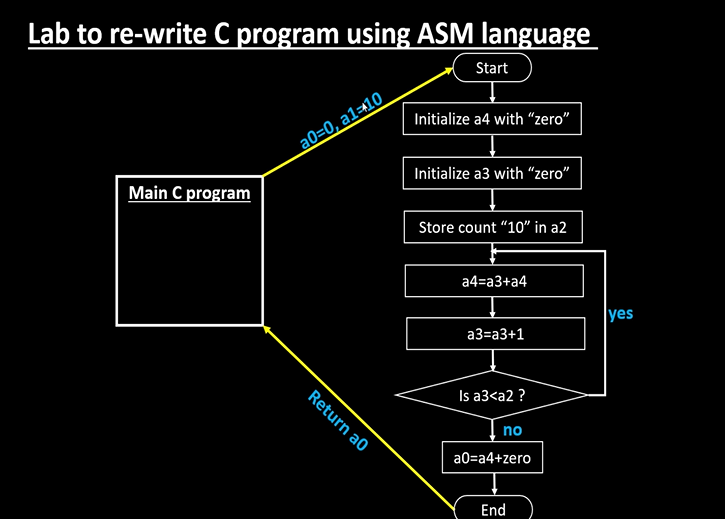 Lab to re-write C program using ASM language
Start
a0=0, a1=10
Initialize a4 with “zero”
Initialize a3 with “zero”
Main C program
Store count “10” in a2
a4=a3+a4
yes
a3=a3+1
Is a3<a2 ?
Return a0
no
a0=a4+zero
End